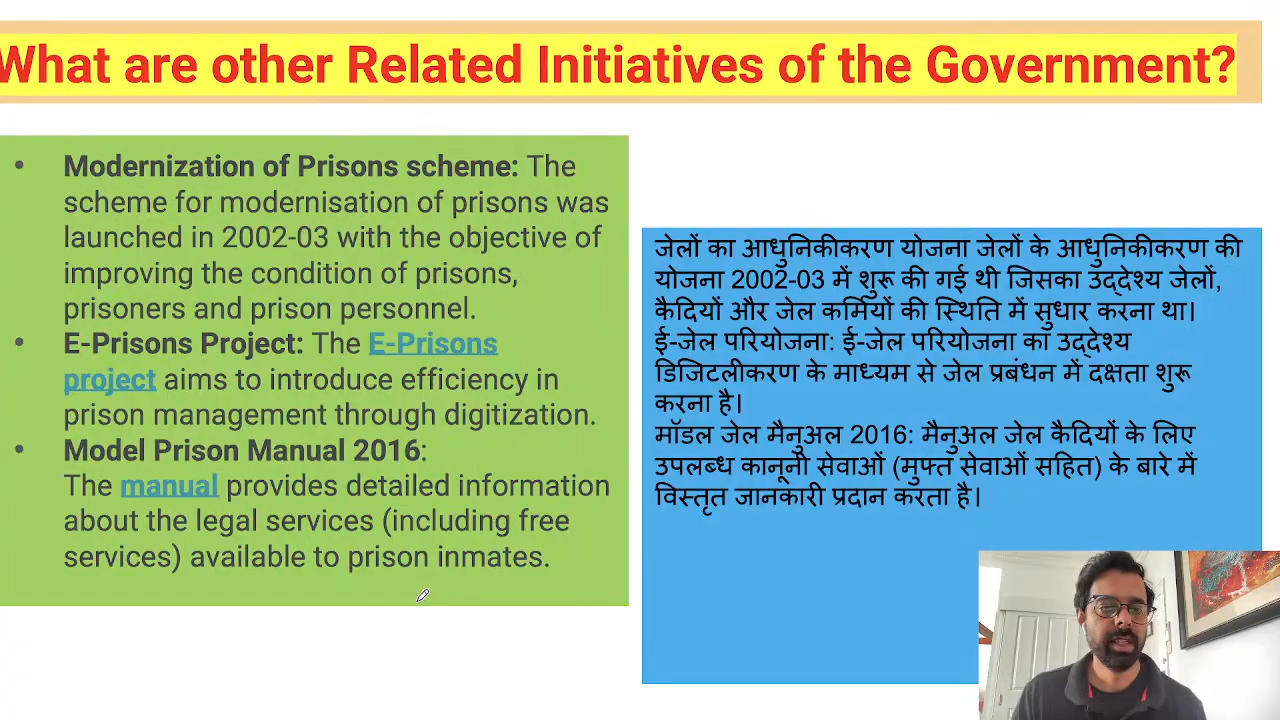 What are other Related Initiatives of the Government?
• Modernization of Prisons scheme: The
scheme for modernisation of prisons was
launched in 2002-03 with the objective of
improving the condition of prisons,
prisoners and prison personnel.
• E-Prisons Project: The E-Prisons
project aims to introduce efficiency in
prison management through digitization.
• Model Prison Manual 2016:
The manual provides detailed information
about the legal services (including free
services) available to prison inmates.
जेलों का आधुनिकीकरण योजना जेलों के आधुनिकीकरण की
योजना 2002-03 में शुरू की गई थी जिसका उद्देश्य जेलों,
कैदियों और जेल कर्मियों की स्थिति में सुधार करना था।
ई-जेल परियोजना: ई-जेल परियोजना का उद्देश्य
डिजिटलीकरण के माध्यम से जेल प्रबंधन में दक्षता शुरू
करना है।
मॉडल जेल मैनुअल 2016: मैनुअल जेल कैदियों के लिए
उपलब्ध कानूनी सेवाओं (मुफ्त सेवाओं सहित) के बारे में
विस्तृत जानकारी प्रदान करता है।